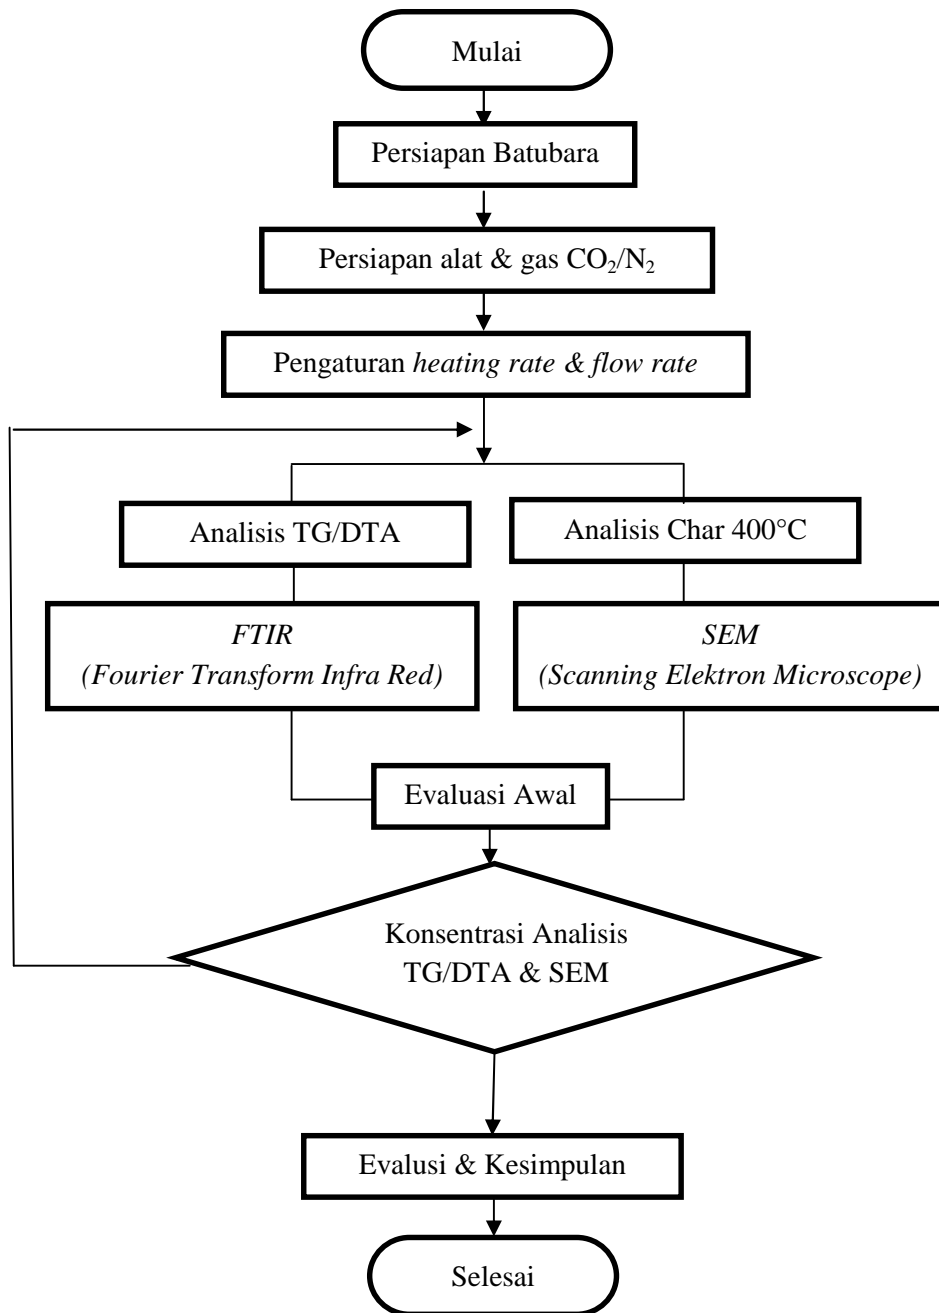 Mulai
Persiapan Batubara
Persiapan alat & gas CO₂/N₂
Pengaturan heating rate & flow rate
Analisis TG/DTA
Analisis Char 400°C
FTIR
(Fourier Transform Infra Red)
SEM
(Scanning Elektron Microscope)
Evaluasi Awal
Konsentrasi Analisis
TG/DTA & SEM
Evalusi & Kesimpulan
Selesai